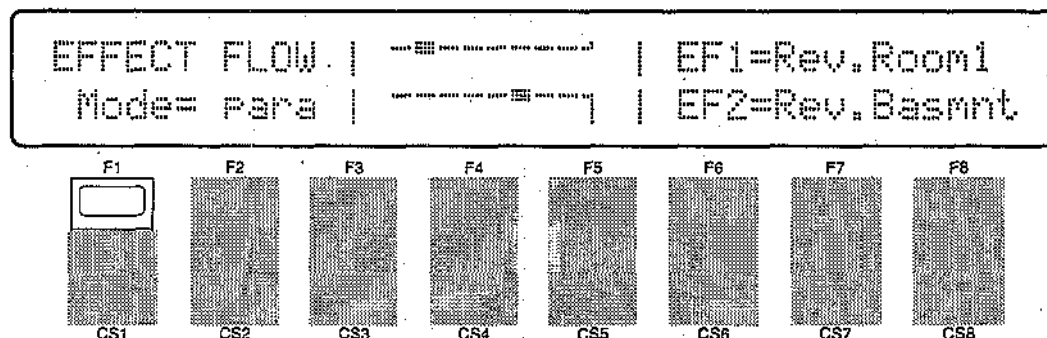 EFFECT FLOW | | EF1=Rev.Room1
Mode= para | | EF2=Rev.Basmnt
F1 F2 F3 F4 F5 F6 F7 F8
CS1 CS2 CS3 CS4 CS5 CS6 CS7 CS8